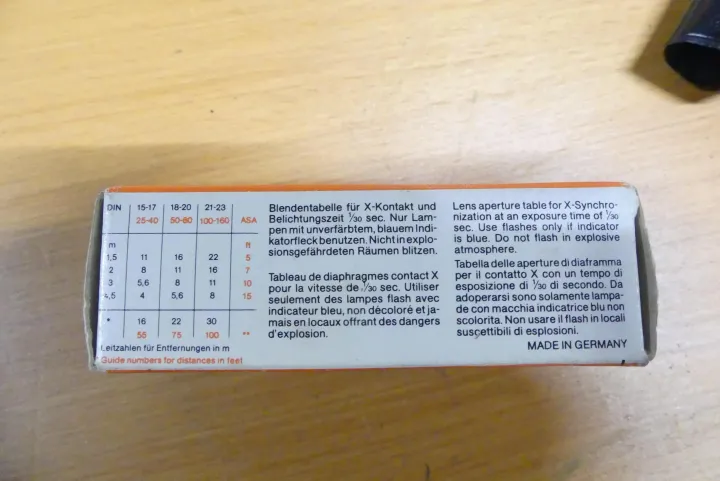 DIN 15-17 18-20 21-23
25-40 50-80 100-160 ASA
m ft
1,5 11 16 22 5
2 8 11 16 7
3 5,6 8 11 10
4,5 4 5,6 8 15
* 16 22 30
55 75 100 **
Leitzahlen für Entfernungen in m
Guide numbers for distances in feet
Blendentabelle für X-Kontakt und
Belichtungszeit 1/30 sec. Nur Lam-
pen mit unverfärbtem, blauem Indi-
katorfleck benutzen. Nicht in explo-
sionsgefährdeten Räumen blitzen.
Tableau de diaphragmes contact X
pour la vitesse de 1/30 sec. Utiliser
seulement des lampes flash avec
indicateur bleu, non décoloré et ja-
mais en locaux offrant des dangers
d'explosion.
Lens aperture table for X-Synchro-
nization at an exposure time of 1/30
sec. Use flashes only if indicator
is blue. Do not flash in explosive
atmosphere.
Tabella delle aperture di diaframma
per il contatto X con un tempo di
esposizione di 1/30 di secondo. Da
adoperarsi sono solamente lampa-
de con macchia indicatrice blu non
scolorita. Non usare il flash in locali
susçettibili di esplosioni.
MADE IN GERMANY